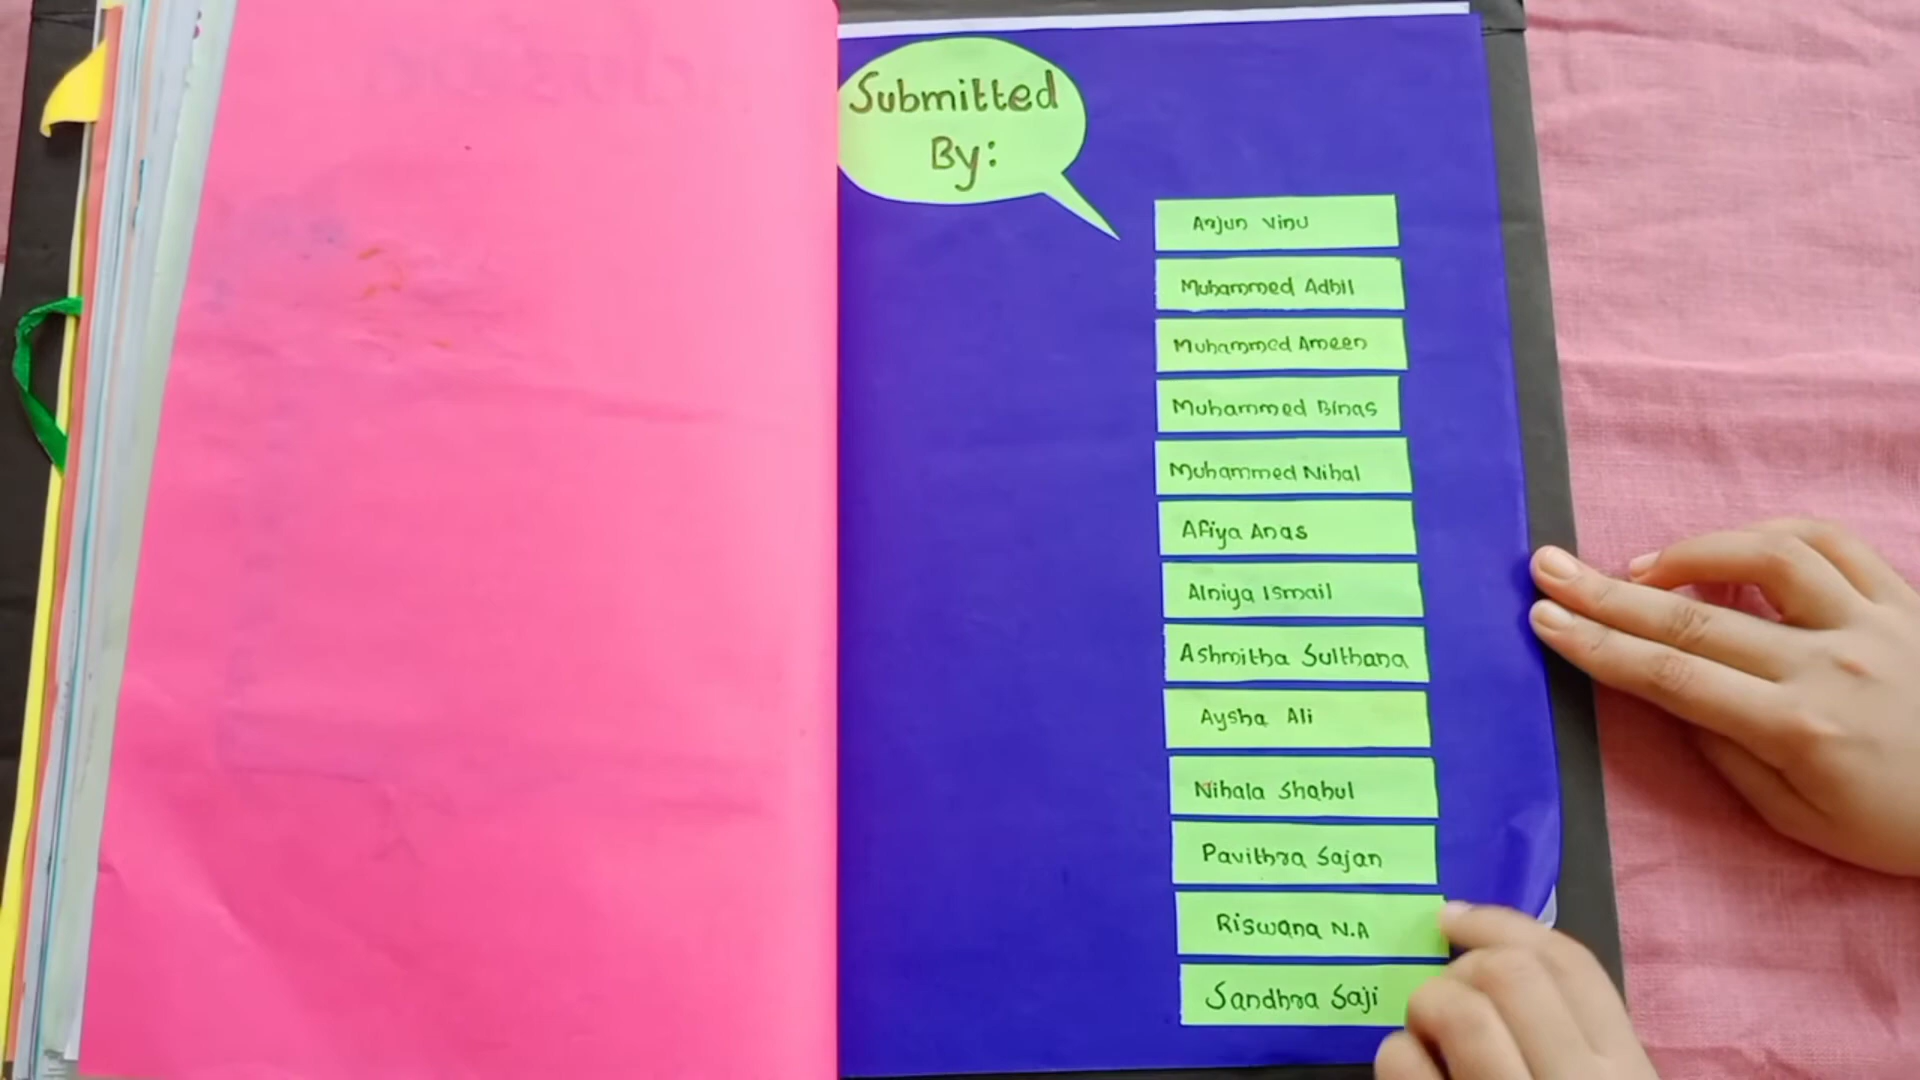 Submitted
By:
Arjun Vinu
Muhammed Adhil
Muhammed Ameen
Muhammed Binas
Muhammed Nihal
Afiya Anas
Alniya Ismail
Ashmitha Sulthana
Aysha Ali
Nihala Shahul
Pavithra Sajan
Riswana N.A
Sandhra Saji